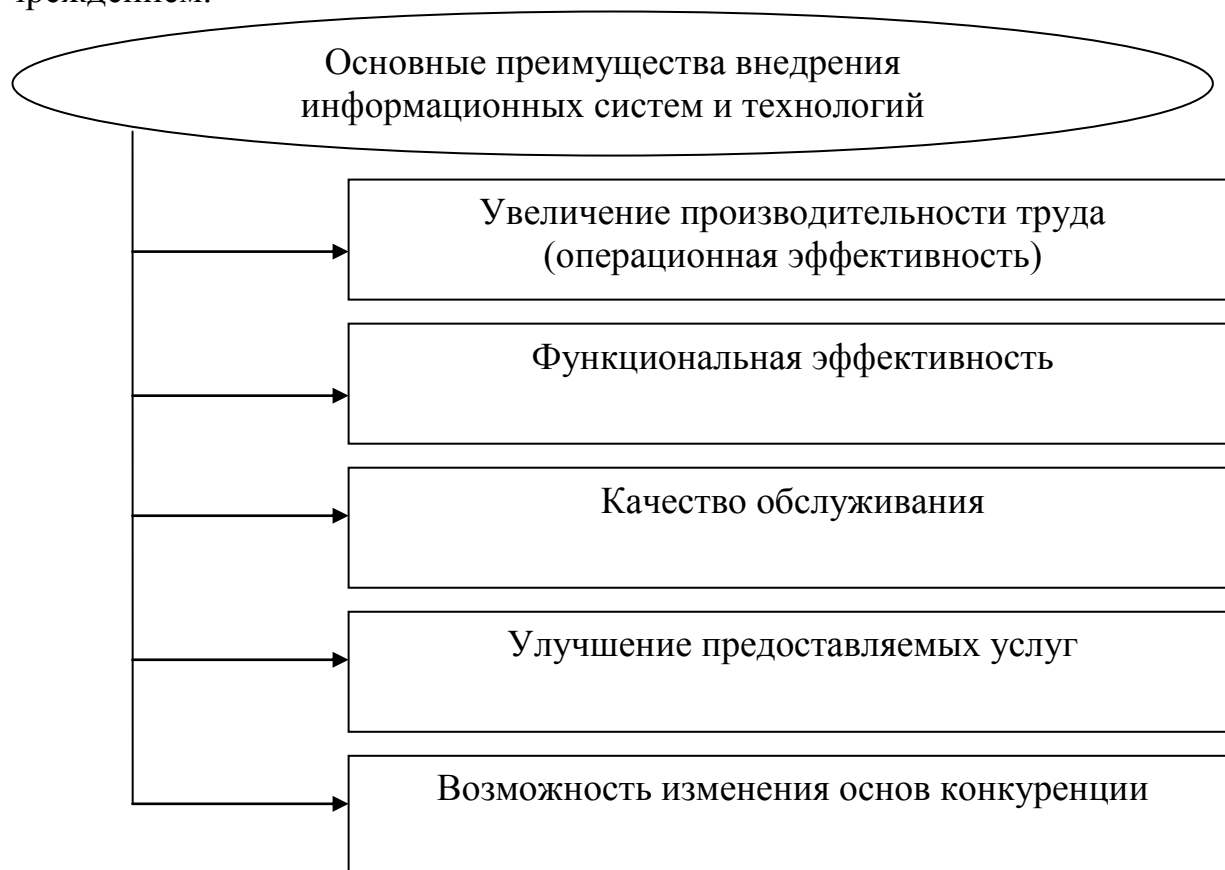 Основные преимущества внедрения
информационных систем и технологий
Увеличение производительности труда
(операционная эффективность)
Функциональная эффективность
Качество обслуживания
Улучшение предоставляемых услуг
Возможность изменения основ конкуренции